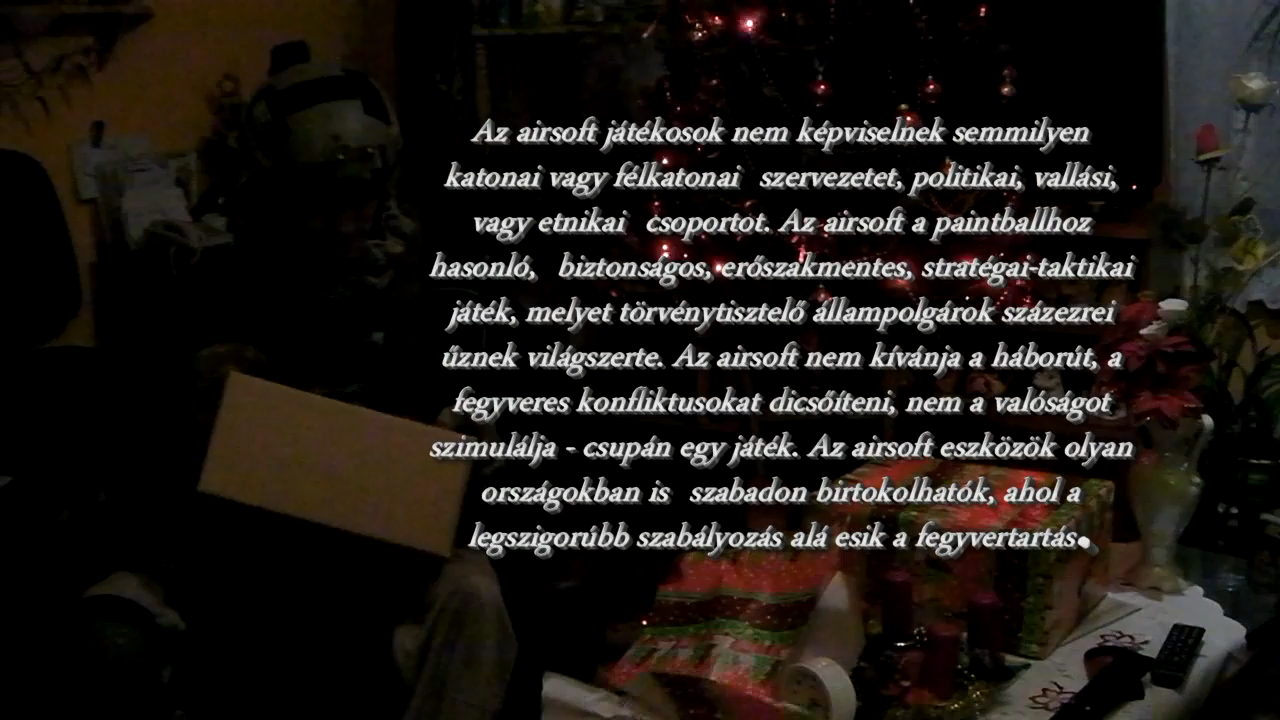 Az airsoft játékosok nem képviselnek semmilyen
katonai vagy félkatonai szervezetet, politikai, vallási,
vagy etnikai csoportot. Az airsoft a paintballhoz
hasonló, biztonságos, erőszakmentes, stratégai-taktikai
játék, melyet törvénytisztelő állampolgárok százezrei
űznek világszerte. Az airsoft nem kívánja a háborút, a
fegyveres konfliktusokat dicsőíteni, nem a valóságot
szimulálja - csupán egy játék. Az airsoft eszközök olyan
országokban is szabadon birtokolhatók, ahol a
legszigorúbb szabályozás alá esik a fegyvertartás.